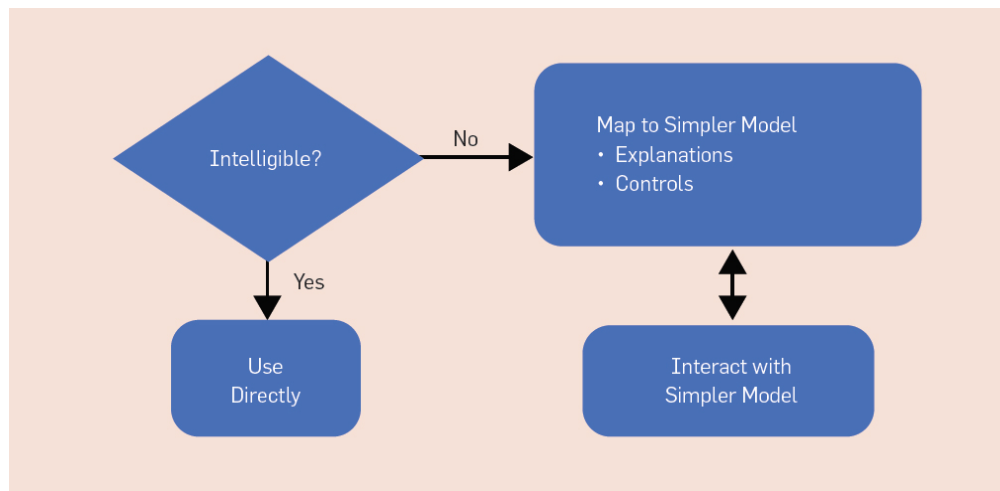 Intelligible?
No
Map to Simpler Model
• Explanations
• Controls
Yes
Use
Directly
Interact with
Simpler Model